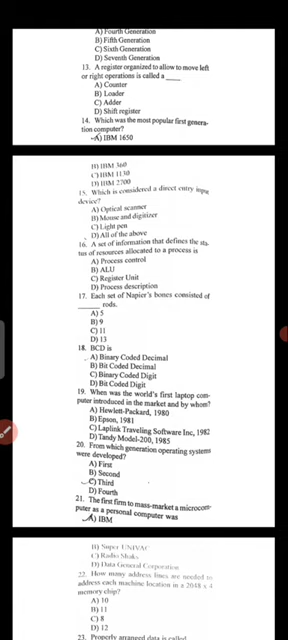 A) Fourth Generation
B) Fifth Generation
C) Sixth Generation
D) Seventh Generation
13. A register organized to allow to move left
or right operations is called a ____
A) Counter
B) Loader
C) Adder
D) Shift register
14. Which was the most popular first genera-
tion computer?
A) IBM 1650
B) IBM 360
C) IBM 1130
D) IBM 2700
15. Which is considered a direct entry input
device?
A) Optical scanner
B) Mouse and digitizer
C) Light pen
D) All of the above
16. A set of information that defines the sta-
tus of resources allocated to a process is
A) Process control
B) ALU
C) Register Unit
D) Process description
17. Each set of Napier's bones consisted of
______ rods.
A) 5
B) 9
C) 11
D) 13
18. BCD is
A) Binary Coded Decimal
B) Bit Coded Decimal
C) Binary Coded Digit
D) Bit Coded Digit
19. When was the world's first laptop com-
puter introduced in the market and by whom?
A) Hewlett-Packard, 1980
B) Epson, 1981
C) Laplink Traveling Software Inc, 1982
D) Tandy Model-200, 1985
20. From which generation operating systems
were developed?
A) First
B) Second
C) Third
D) Fourth
21. The first firm to mass-market a microcom-
puter as a personal computer was
A) IBM
B) Super UNIVAC
C) Radio Shaks
D) Data General Corporation
22. How many address lines are needed to
address each machine location in a 2048 x 4
memory chip?
A) 10
B) 11
C) 8
D) 12
23. Properly arranged data is called